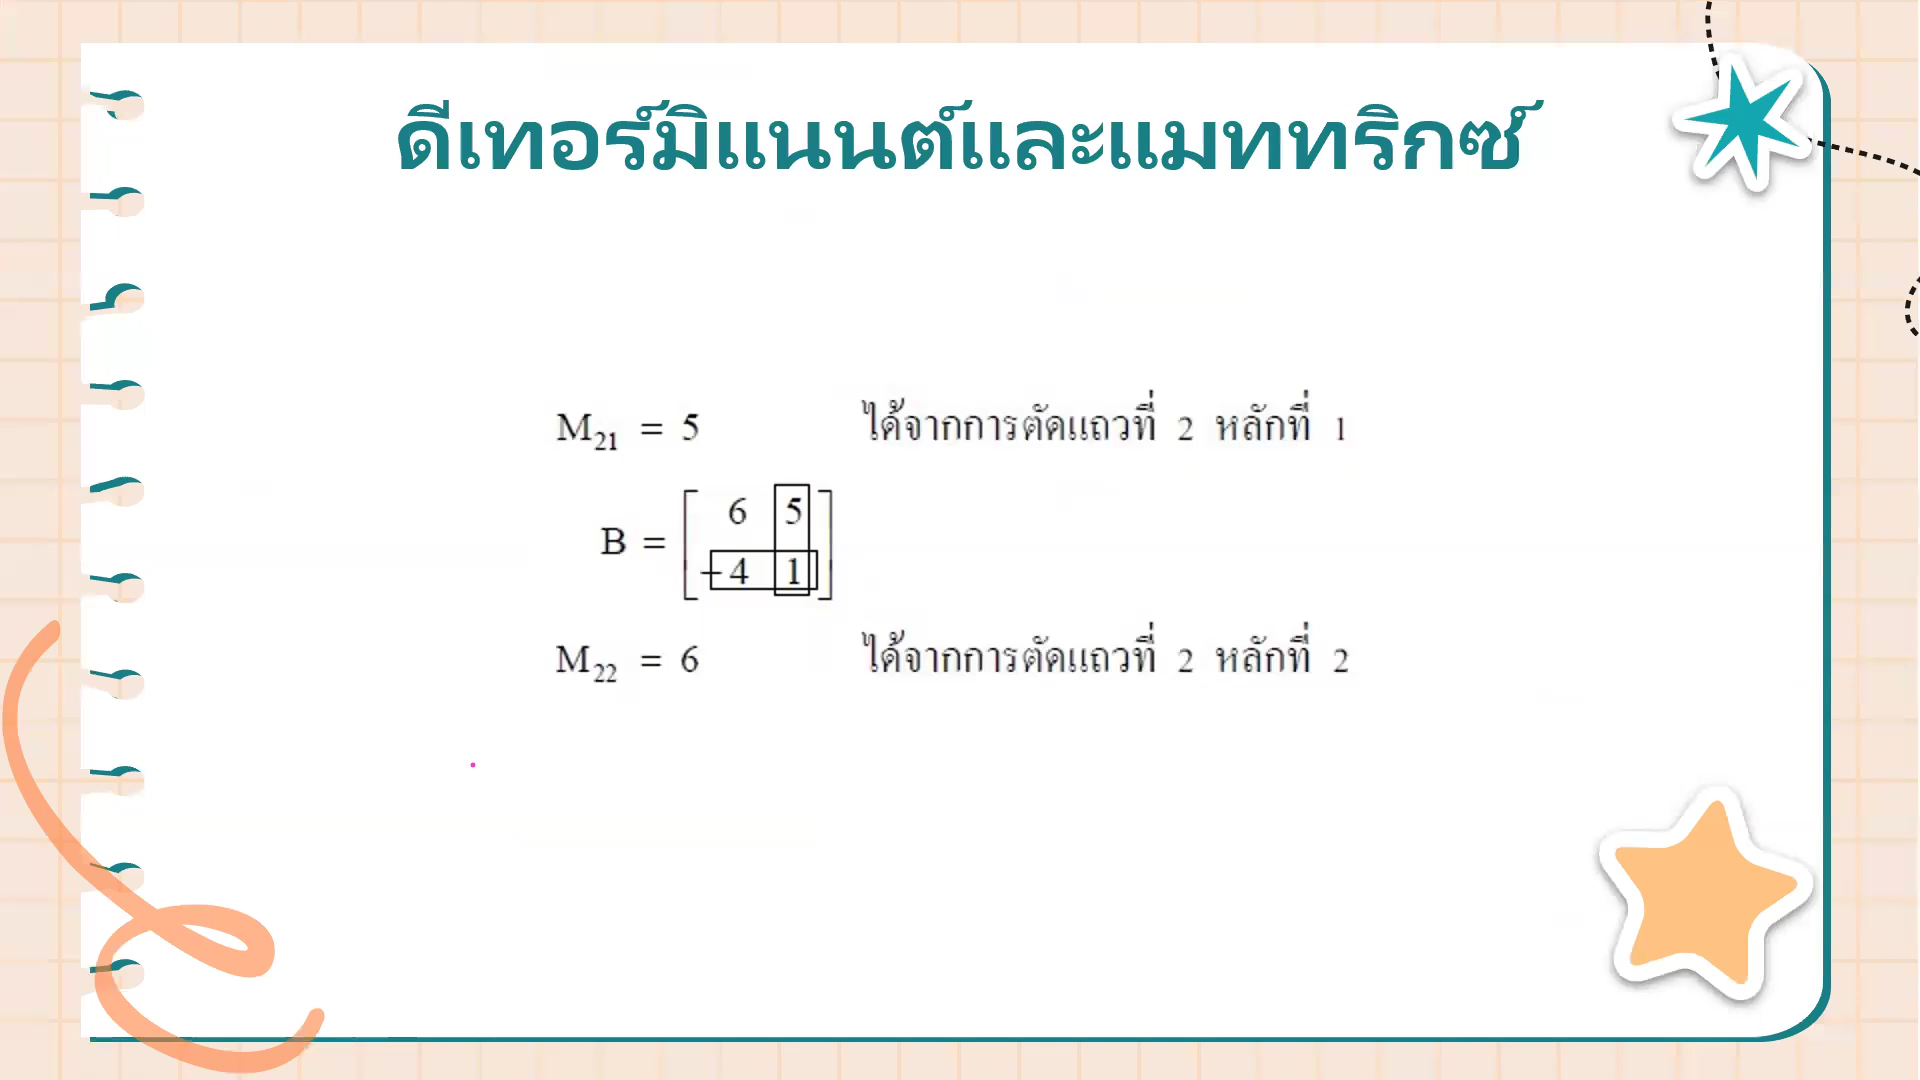 ดีเทอร์มิแนนต์และแมททริกซ์
M21 = 5 ได้จากการตัดแถวที่ 2 หลักที่ 1
B = [ 6 5
-4 1 ]
M22 = 6 ได้จากการตัดแถวที่ 2 หลักที่ 2